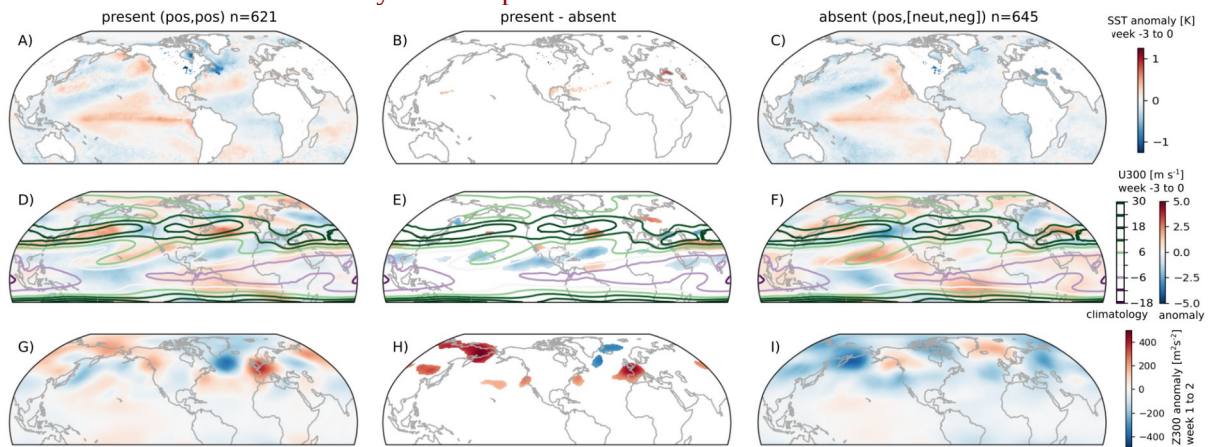 present (pos,pos) n=621
present - absent
absent (pos,[neut,neg]) n=645
A)
B)
C)
SST anomaly [K]
week -3 to 0
1
0
−1
D)
E)
F)
U300 [m s⁻¹]
week -3 to 0
30
18
12
6
−6
−12
−18
climatology
5.0
2.5
0.0
−2.5
−5.0
anomaly
G)
H)
I)
400
200
0
−200
−400
Z300 anomaly [m²s⁻²]
week 1 to 2